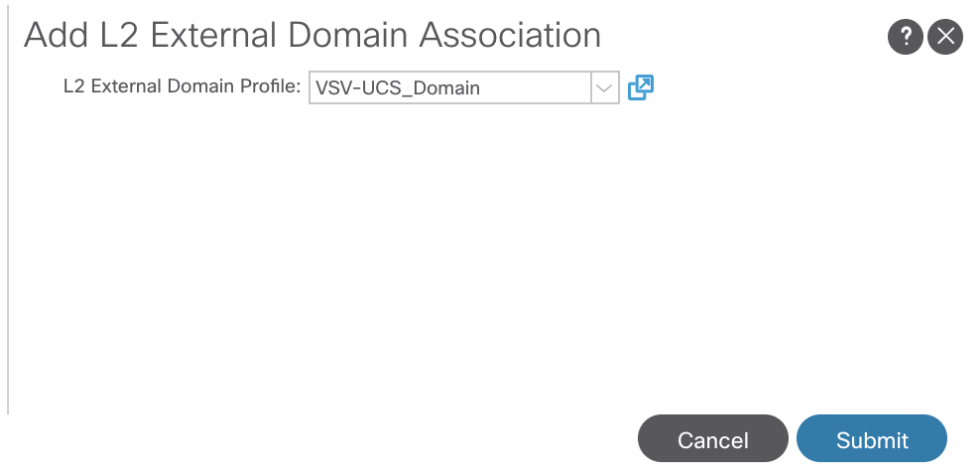 Add L2 External Domain Association
?
L2 External Domain Profile: VSV-UCS_Domain
Cancel Submit